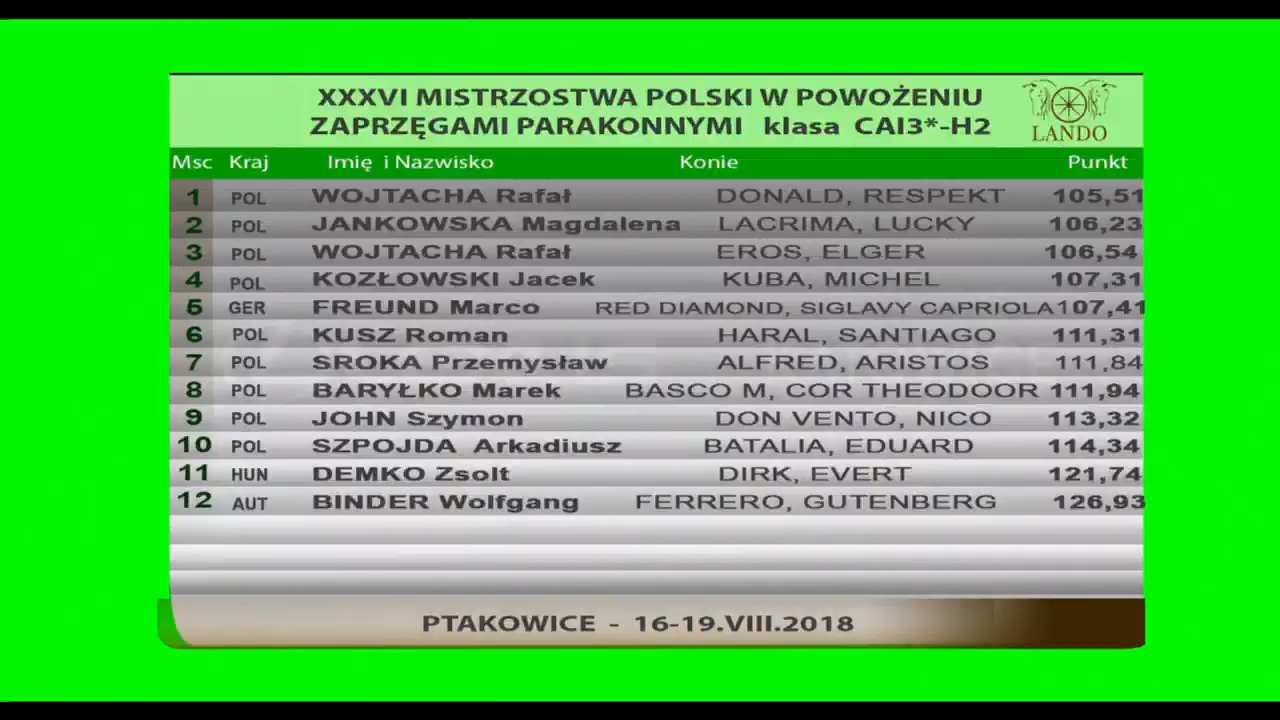 XXXVI MISTRZOSTWA POLSKI W POWOŻENIU
ZAPRZĘGAMI PARAKONNYMI klasa CAI3*-H2
LANDO
Msc Kraj Imię i Nazwisko Konie Punkt
1 POL WOJTACHA Rafał DONALD, RESPEKT 105,51
2 POL JANKOWSKA Magdalena LACRIMA, LUCKY 106,23
3 POL WOJTACHA Rafał EROS, ELGER 106,54
4 POL KOZŁOWSKI Jacek KUBA, MICHEL 107,31
5 GER FREUND Marco RED DIAMOND, SIGLAVY CAPRIOLA 107,41
6 POL KUSZ Roman HARAL, SANTIAGO 111,31
7 POL SROKA Przemysław ALFRED, ARISTOS 111,84
8 POL BARYŁKO Marek BASCO M, COR THEODOOR 111,94
9 POL JOHN Szymon DON VENTO, NICO 113,32
10 POL SZPOJDA Arkadiusz BATALIA, EDUARD 114,34
11 HUN DEMKO Zsolt DIRK, EVERT 121,74
12 AUT BINDER Wolfgang FERRERO, GUTENBERG 126,93
PTAKOWICE - 16-19.VIII.2018